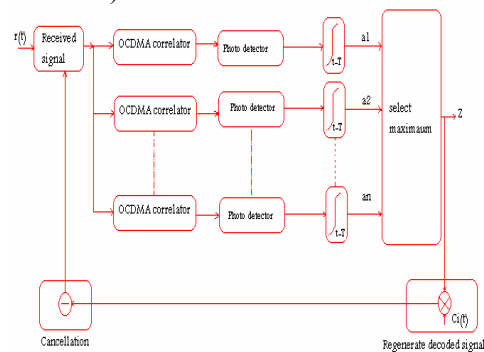 )
r(t)
Received
signal
OCDMA correlator
Photo detector
t-T
a1
OCDMA correlator
Photo detector
t-T
a2
select
maximaum
Z
OCDMA correlator
Photo detector
t-T
an
Ci(t)
Cancellation
Regenerate decoded signal